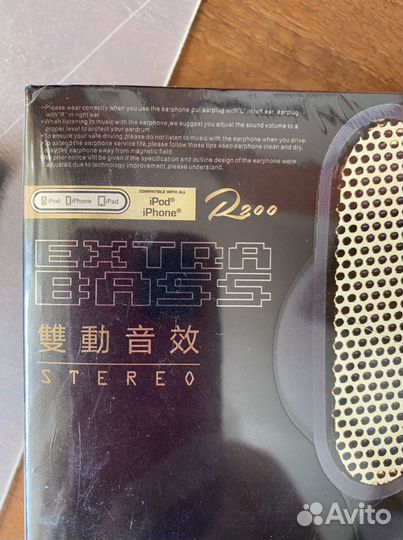 >Please wear correctly when you use the earphone,put earplug with"L" in left ear, earplug
with"R" in right ear
>When listening to music with the earphone,we suggest you adjust the sound volume to a
proper level to protect your eardrum.
>To ensure your safe driving,please do not listen to music with the earphone when you drive
>To extend the earphone service life,please follow these tips:keep earphone clean and dry,
stay the earphone away from magnetic field.
>No prior notice will be given if the specification and outline design of the earphone were
adjusted,due to technology improvement,please understand.
iPod iPhone iPad
COMPATIBLE WITH ALL
iPod®
iPhone®
R300
EXTRA
BASS
雙動音效
STEREO
Avito